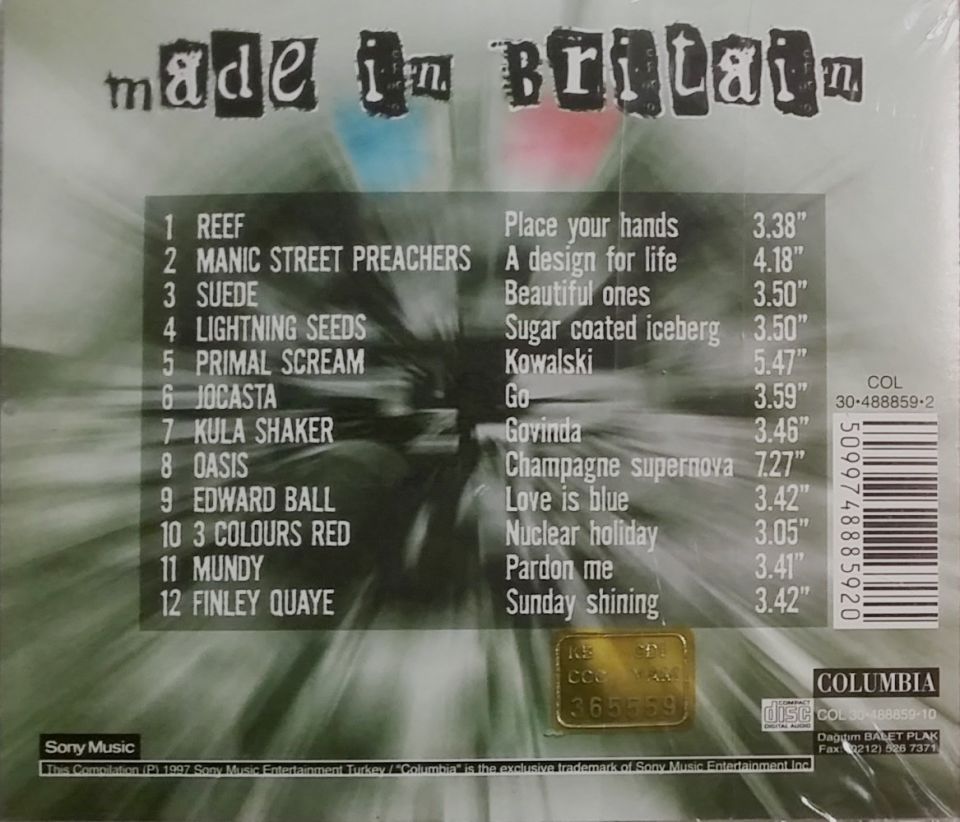 made in Britain
1 REEF Place your hands 3.38"
2 MANIC STREET PREACHERS A design for life 4.18"
3 SUEDE Beautiful ones 3.50"
4 LIGHTNING SEEDS Sugar coated iceberg 3.50"
5 PRIMAL SCREAM Kowalski 5.47"
6 JOCASTA Go 3.59"
7 KULA SHAKER Govinda 3.46"
8 OASIS Champagne supernova 7.27"
9 EDWARD BALL Love is blue 3.42"
10 3 COLOURS RED Nuclear holiday 3.05"
11 MUNDY Pardon me 3.41"
12 FINLEY QUAYE Sunday shining 3.42"
COL
30•488859•2
5099748885920
365559
COLUMBIA
COMPACT
disc
DIGITAL AUDIO
COL 30•488859•10
Dağıtım BALET PLAK
Fax: (0212) 526 7371
Sony Music
This Compilation (P) 1997 Sony Music Entertainment Turkey / "Columbia" is the exclusive trademark of Sony Music Entertainment Inc.